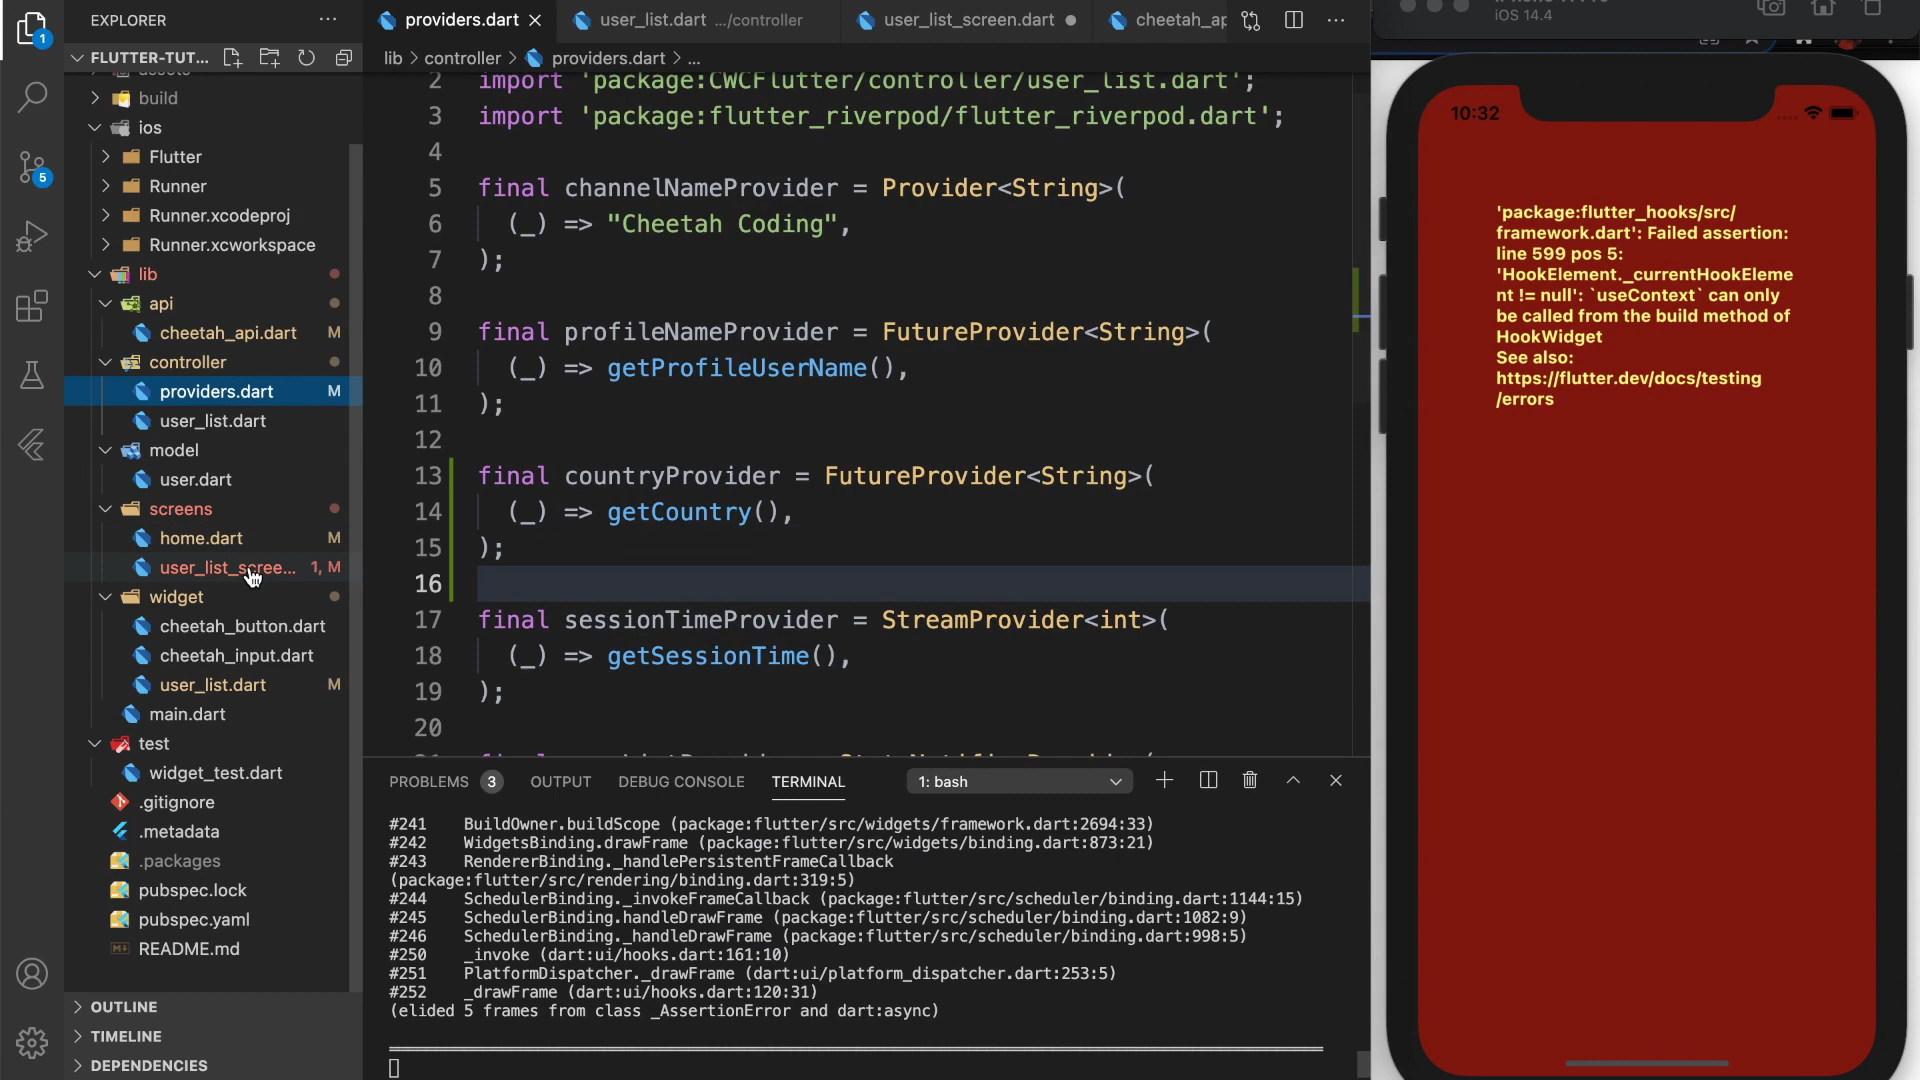 EXPLORER
FLUTTER-TUT...
assets
build
ios
Flutter
Runner
Runner.xcodeproj
Runner.xcworkspace
lib
api
cheetah_api.dart M
controller
providers.dart M
user_list.dart
model
user.dart
screens
home.dart M
user_list_scree... 1, M
widget
cheetah_button.dart
cheetah_input.dart
user_list.dart M
main.dart
test
widget_test.dart
.gitignore
.metadata
.packages
pubspec.lock
pubspec.yaml
README.md
OUTLINE
TIMELINE
DEPENDENCIES
1
5
providers.dart
user_list.dart .../controller
user_list_screen.dart
cheetah_ap
lib > controller > providers.dart > ...
2 import 'package:CWCFlutter/controller/user_list.dart';
3 import 'package:flutter_riverpod/flutter_riverpod.dart';
4
5 final channelNameProvider = Provider<String>(
6 (_) => "Cheetah Coding",
7 );
8
9 final profileNameProvider = FutureProvider<String>(
10 (_) => getProfileUserName(),
11 );
12
13 final countryProvider = FutureProvider<String>(
14 (_) => getCountry(),
15 );
16
17 final sessionTimeProvider = StreamProvider<int>(
18 (_) => getSessionTime(),
19 );
20
PROBLEMS 3 OUTPUT DEBUG CONSOLE TERMINAL 1: bash
#241 BuildOwner.buildScope (package:flutter/src/widgets/framework.dart:2694:33)
#242 WidgetsBinding.drawFrame (package:flutter/src/widgets/binding.dart:873:21)
#243 RendererBinding._handlePersistentFrameCallback
(package:flutter/src/rendering/binding.dart:319:5)
#244 SchedulerBinding._invokeFrameCallback (package:flutter/src/scheduler/binding.dart:1144:15)
#245 SchedulerBinding.handleDrawFrame (package:flutter/src/scheduler/binding.dart:1082:9)
#246 SchedulerBinding._handleDrawFrame (package:flutter/src/scheduler/binding.dart:998:5)
#250 _invoke (dart:ui/hooks.dart:161:10)
#251 PlatformDispatcher._drawFrame (dart:ui/platform_dispatcher.dart:253:5)
#252 _drawFrame (dart:ui/hooks.dart:120:31)
(elided 5 frames from class _AssertionError and dart:async)
iOS 14.4
10:32
'package:flutter_hooks/src/
framework.dart': Failed assertion:
line 599 pos 5:
'HookElement._currentHookEleme
nt != null': `useContext` can only
be called from the build method of
HookWidget
See also:
https://flutter.dev/docs/testing
/errors